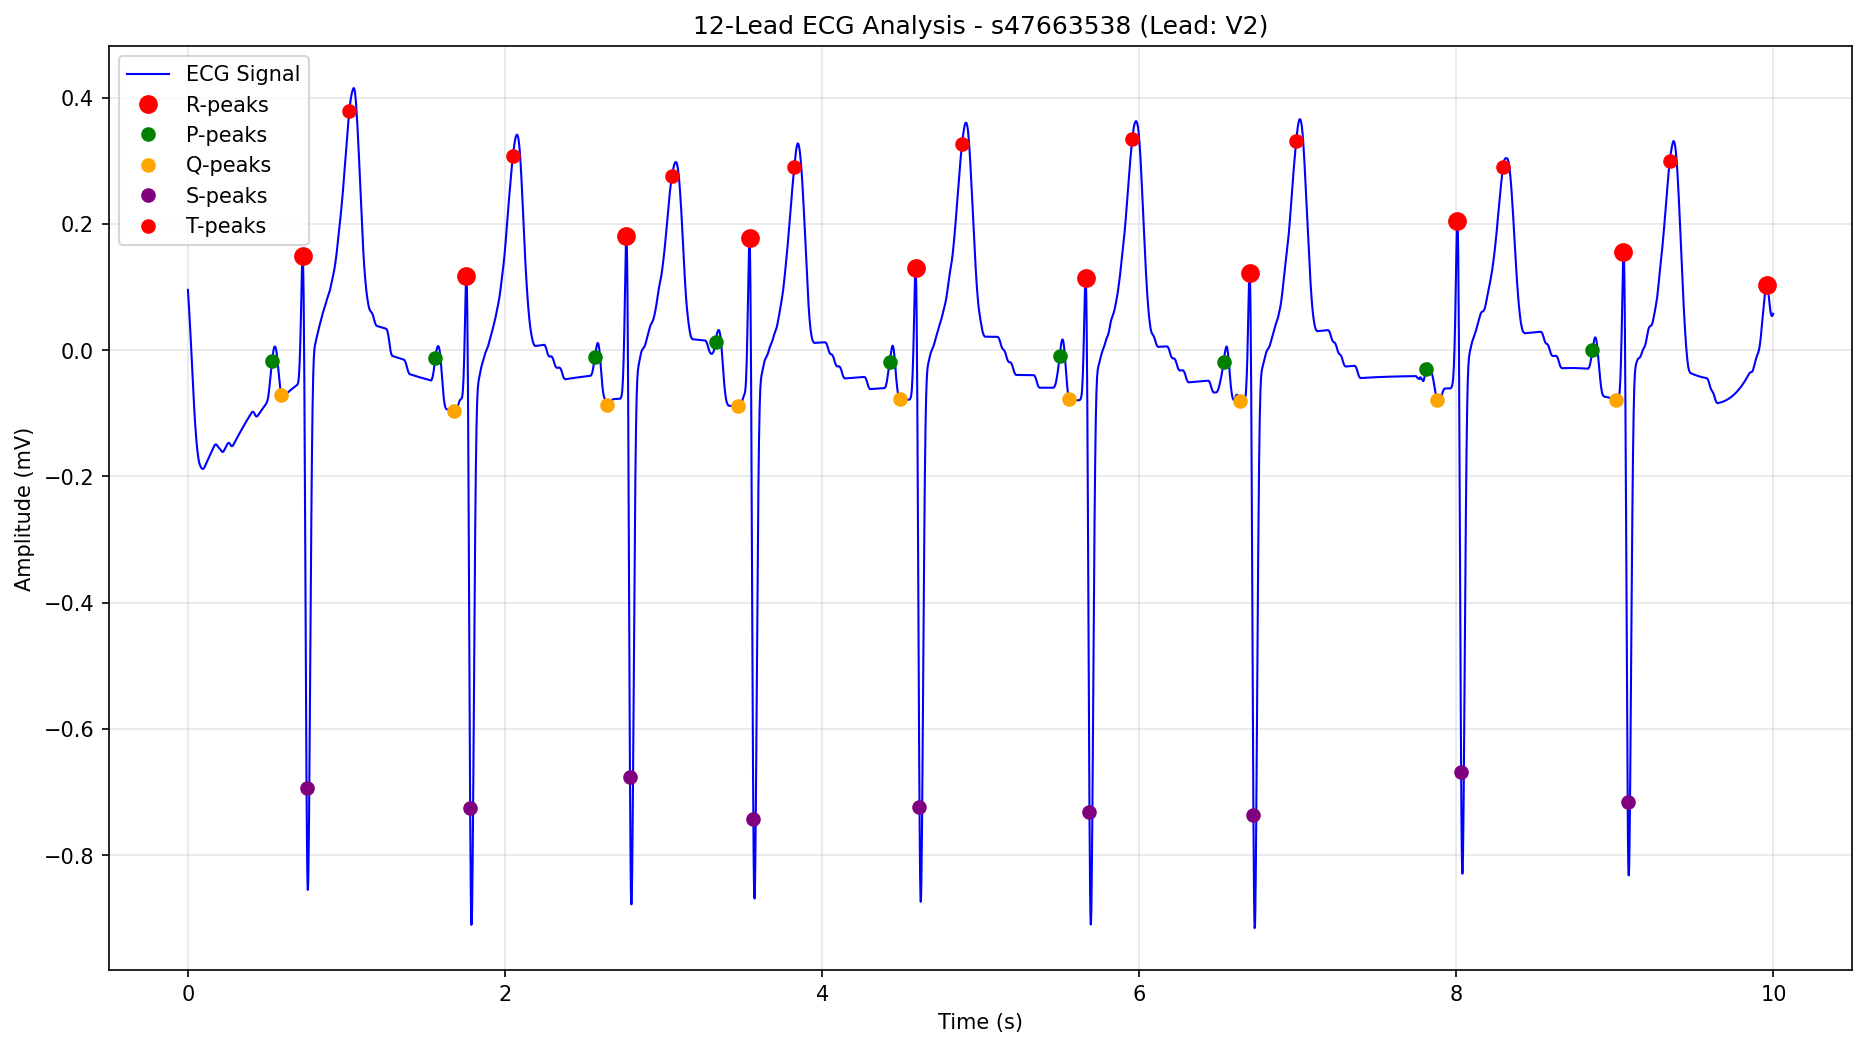 12-Lead ECG Analysis - s47663538 (Lead: V2)
ECG Signal
R-peaks
P-peaks
Q-peaks
S-peaks
T-peaks
0.4
0.2
0.0
−0.2
−0.4
−0.6
−0.8
Amplitude (mV)
0 2 4 6 8 10
Time (s)